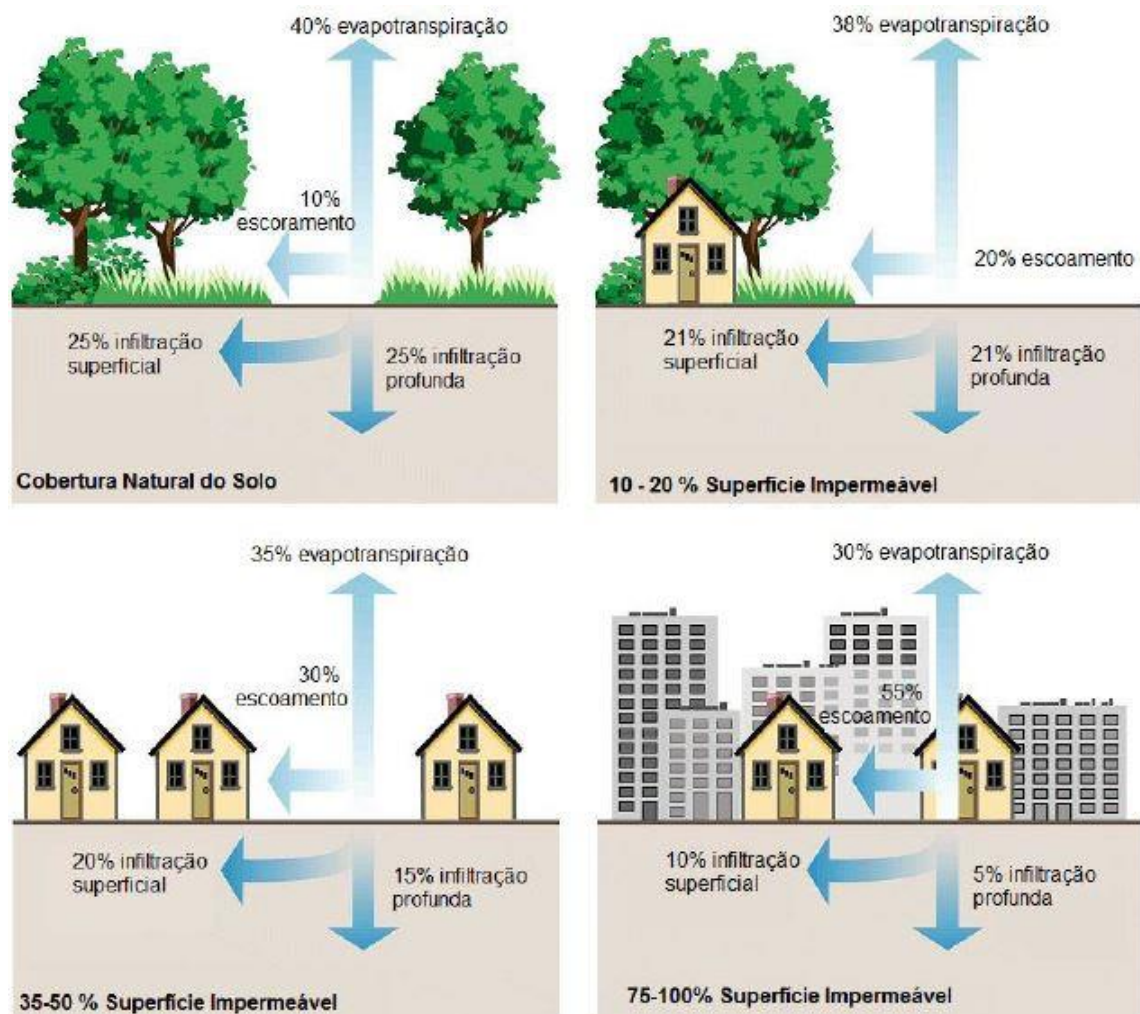 40% evapotranspiração
10%
escoramento
25% infiltração
superficial
25% infiltração
profunda
Cobertura Natural do Solo
38% evapotranspiração
20% escoamento
21% infiltração
superficial
21% infiltração
profunda
10 - 20 % Superfície Impermeável
35% evapotranspiração
30%
escoamento
20% infiltração
superficial
15% infiltração
profunda
35-50 % Superfície Impermeável
30% evapotranspiração
55%
escoamento
10% infiltração
superficial
5% infiltração
profunda
75-100% Superfície Impermeável